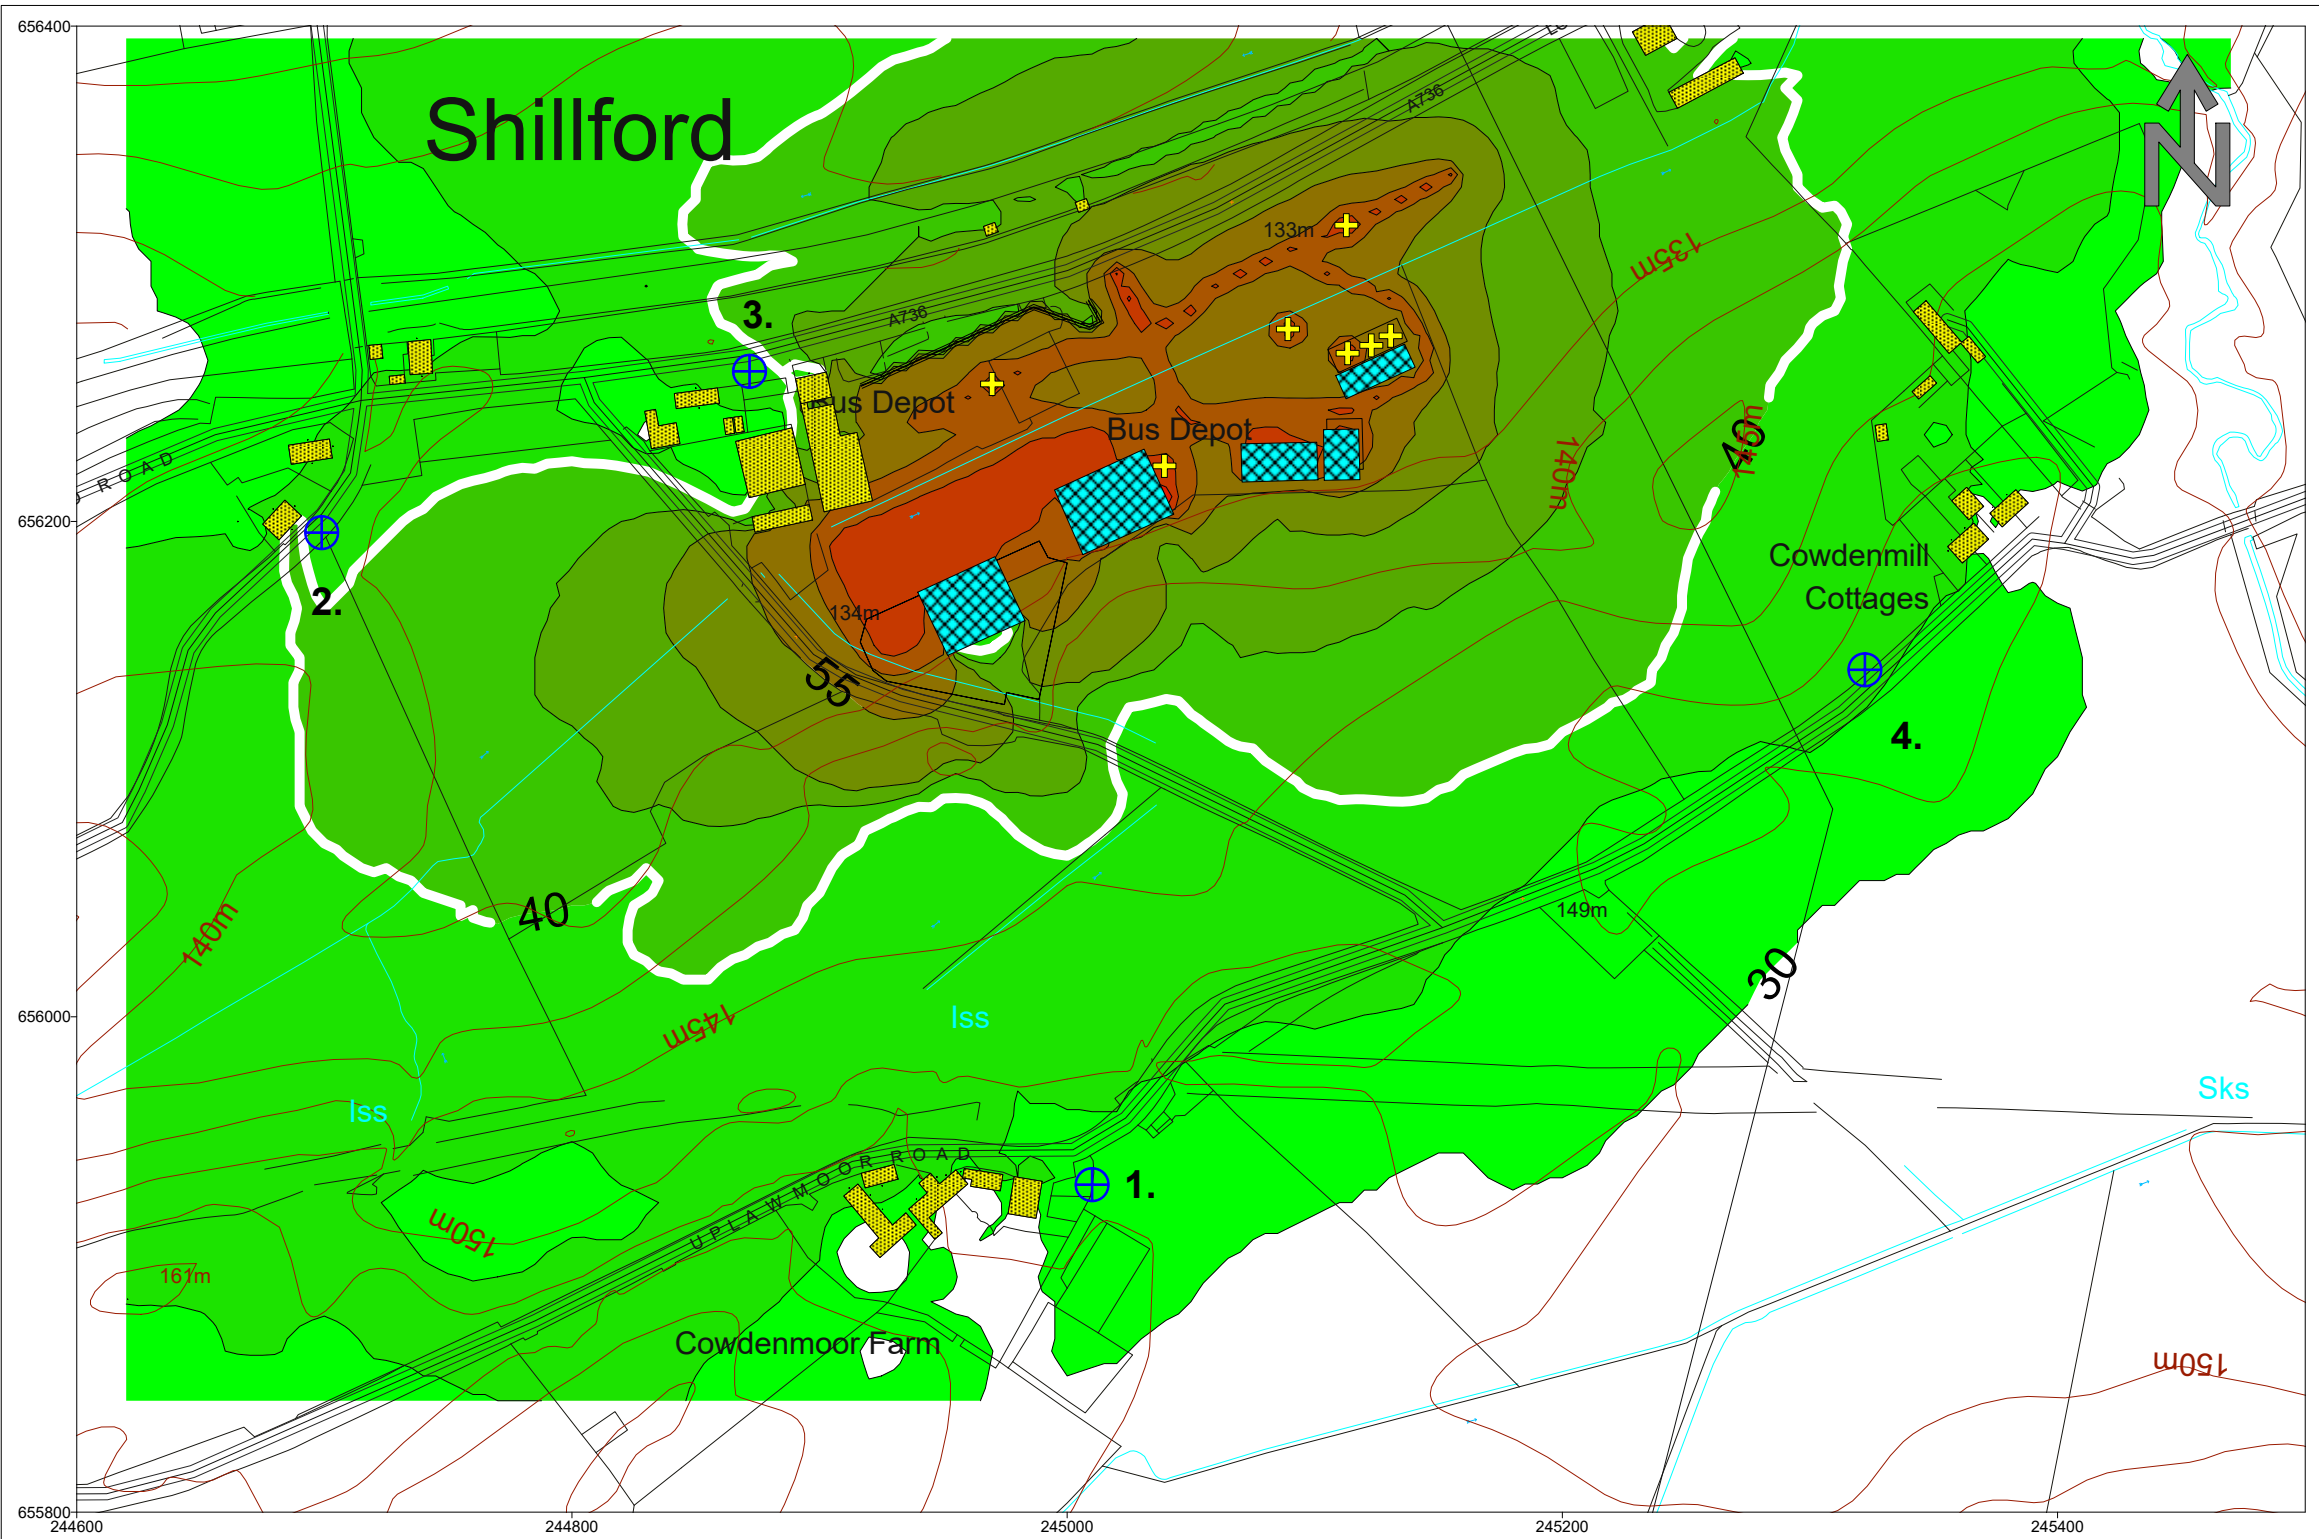 656400
Shillford
A736
N
133m
135m
3.
A736
Bus Depot
Bus Depot
140m
40
145m
ROAD
656200
Cowdenmill
Cottages
2.
134m
55
4.
40
149m
140m
30
656000
145m
Iss
Iss
Sks
UPLAWMOOR ROAD
1.
150m
161m
Cowdenmoor Farm
150m
655800
244600
244800
245000
245200
245400